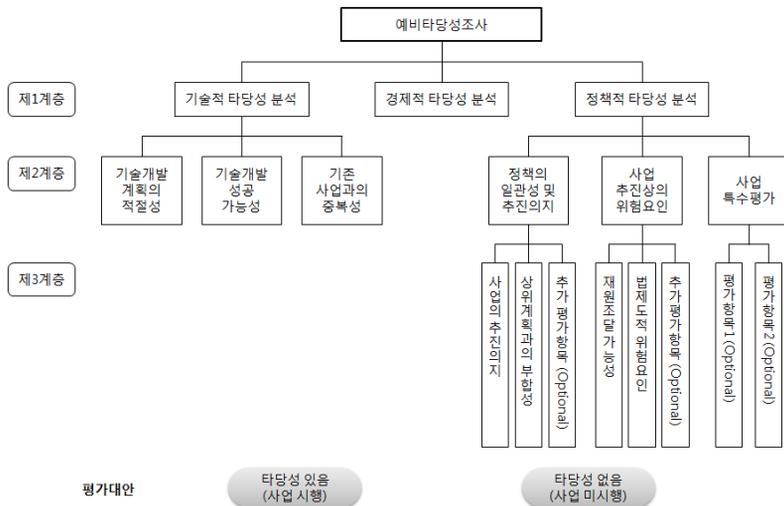 예비타당성조사
제1계층
기술적 타당성 분석
경제적 타당성 분석
정책적 타당성 분석
제2계층
기술개발
계획의
적절성
기술개발
성공
가능성
기존
사업과의
중복성
정책의
일관성 및
추진의지
사업
추진상의
위험요인
사업
특수평가
제3계층
사업의 추진의지
상위계획과의 부합성
추가 평가항목 (Optional)
재원조달 가능성
법제도적 위험요인
추가평가항목 (Optional)
평가항목1 (Optional)
평가항목2 (Optional)
평가대안
타당성 있음
(사업 시행)
타당성 없음
(사업 미시행)